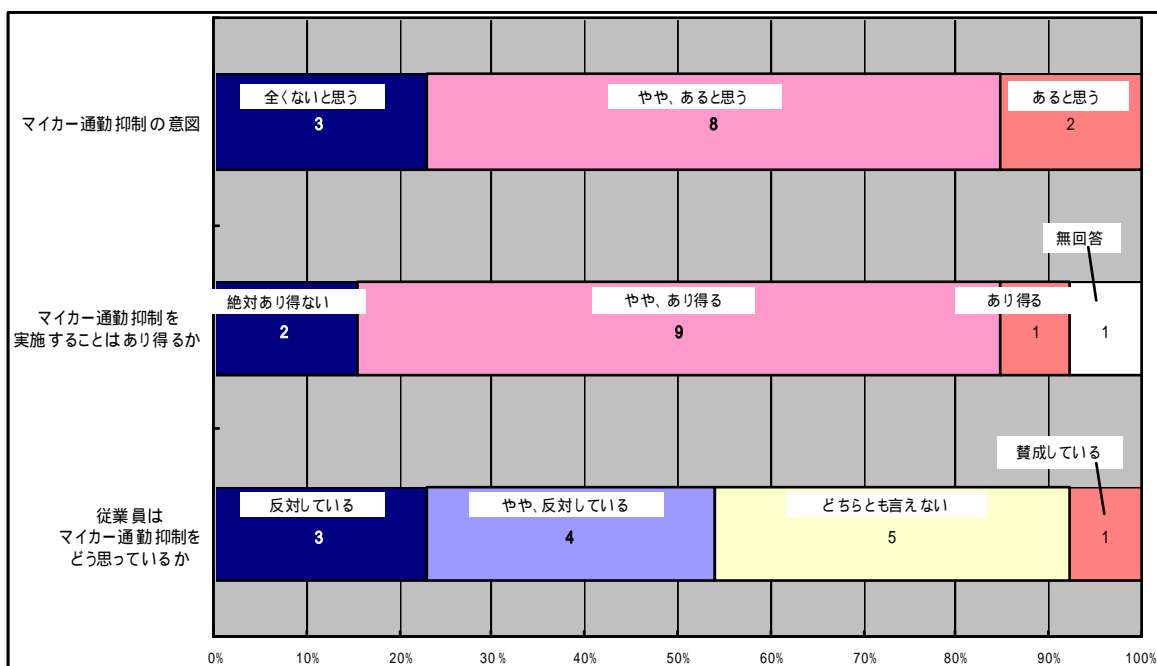 全くないと思う
やや、あると思う
あると思う
マイカー通勤抑制の意図
3
8
2
無回答
絶対あり得ない
やや、あり得る
あり得る
マイカー通勤抑制を
実施することはあり得るか
2
9
1
1
賛成している
反対している
やや、反対している
どちらとも言えない
従業員は
マイカー通勤抑制を
どう思っているか
3
4
5
1
0%
10%
20%
30%
40%
50%
60%
70%
80%
90%
100%